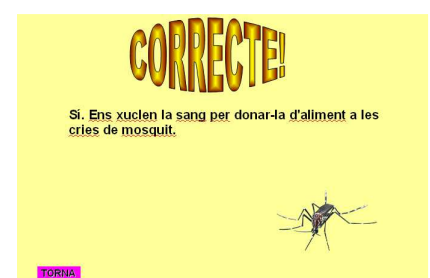 CORRECTE!
Sí. Ens xuclen la sang per donar-la d'aliment a les
cries de mosquit.
TORNA